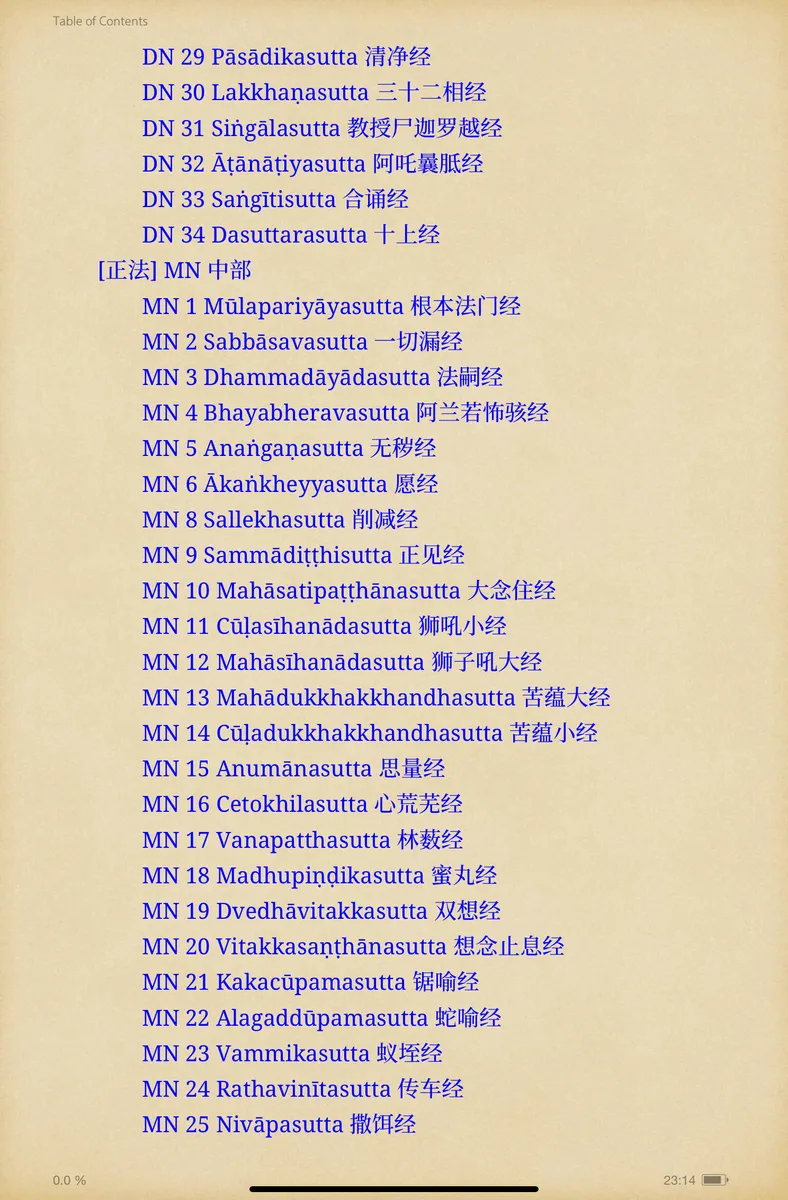 Table of Contents
DN 29 Pāsādikasutta 清净经
DN 30 Lakkhaṇasutta 三十二相经
DN 31 Siṅgālasutta 教授尸迦罗越经
DN 32 Āṭānāṭiyasutta 阿吒曩胝经
DN 33 Saṅgītisutta 合诵经
DN 34 Dasuttarasutta 十上经
[正法] MN 中部
MN 1 Mūlapariyāyasutta 根本法门经
MN 2 Sabbāsavasutta 一切漏经
MN 3 Dhammadāyādasutta 法嗣经
MN 4 Bhayabheravasutta 阿兰若怖骇经
MN 5 Anaṅgaṇasutta 无秽经
MN 6 Ākaṅkheyyasutta 愿经
MN 8 Sallekhasutta 削减经
MN 9 Sammādiṭṭhisutta 正见经
MN 10 Mahāsatipaṭṭhānasutta 大念住经
MN 11 Cūḷasīhanādasutta 狮吼小经
MN 12 Mahāsīhanādasutta 狮子吼大经
MN 13 Mahādukkhakkhandhasutta 苦蕴大经
MN 14 Cūḷadukkhakkhandhasutta 苦蕴小经
MN 15 Anumānasutta 思量经
MN 16 Cetokhilasutta 心荒芜经
MN 17 Vanapatthasutta 林薮经
MN 18 Madhupiṇḍikasutta 蜜丸经
MN 19 Dvedhāvitakkasutta 双想经
MN 20 Vitakkasaṇṭhānasutta 想念止息经
MN 21 Kakacūpamasutta 锯喻经
MN 22 Alagaddūpamasutta 蛇喻经
MN 23 Vammikasutta 蚁垤经
MN 24 Rathavinītasutta 传车经
MN 25 Nivāpasutta 撒饵经
0.0 %
23:14